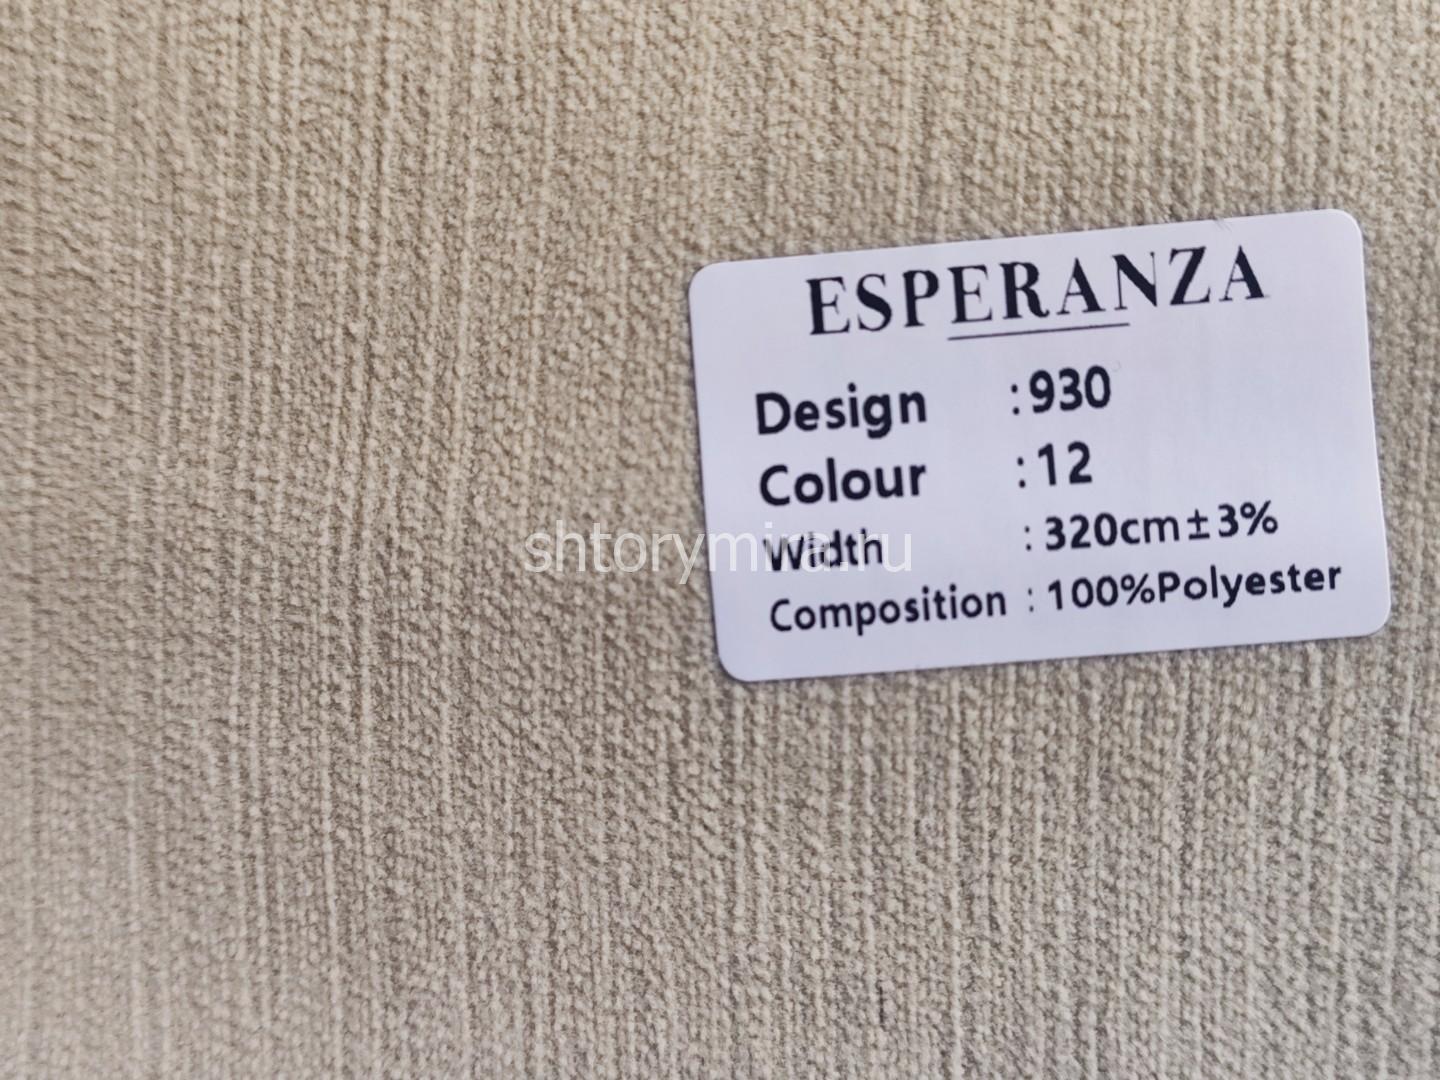 ESPERANZA
Design :930
Colour :12
Width : 320cm±3%
shtorymira.ru
Composition : 100%Polyester